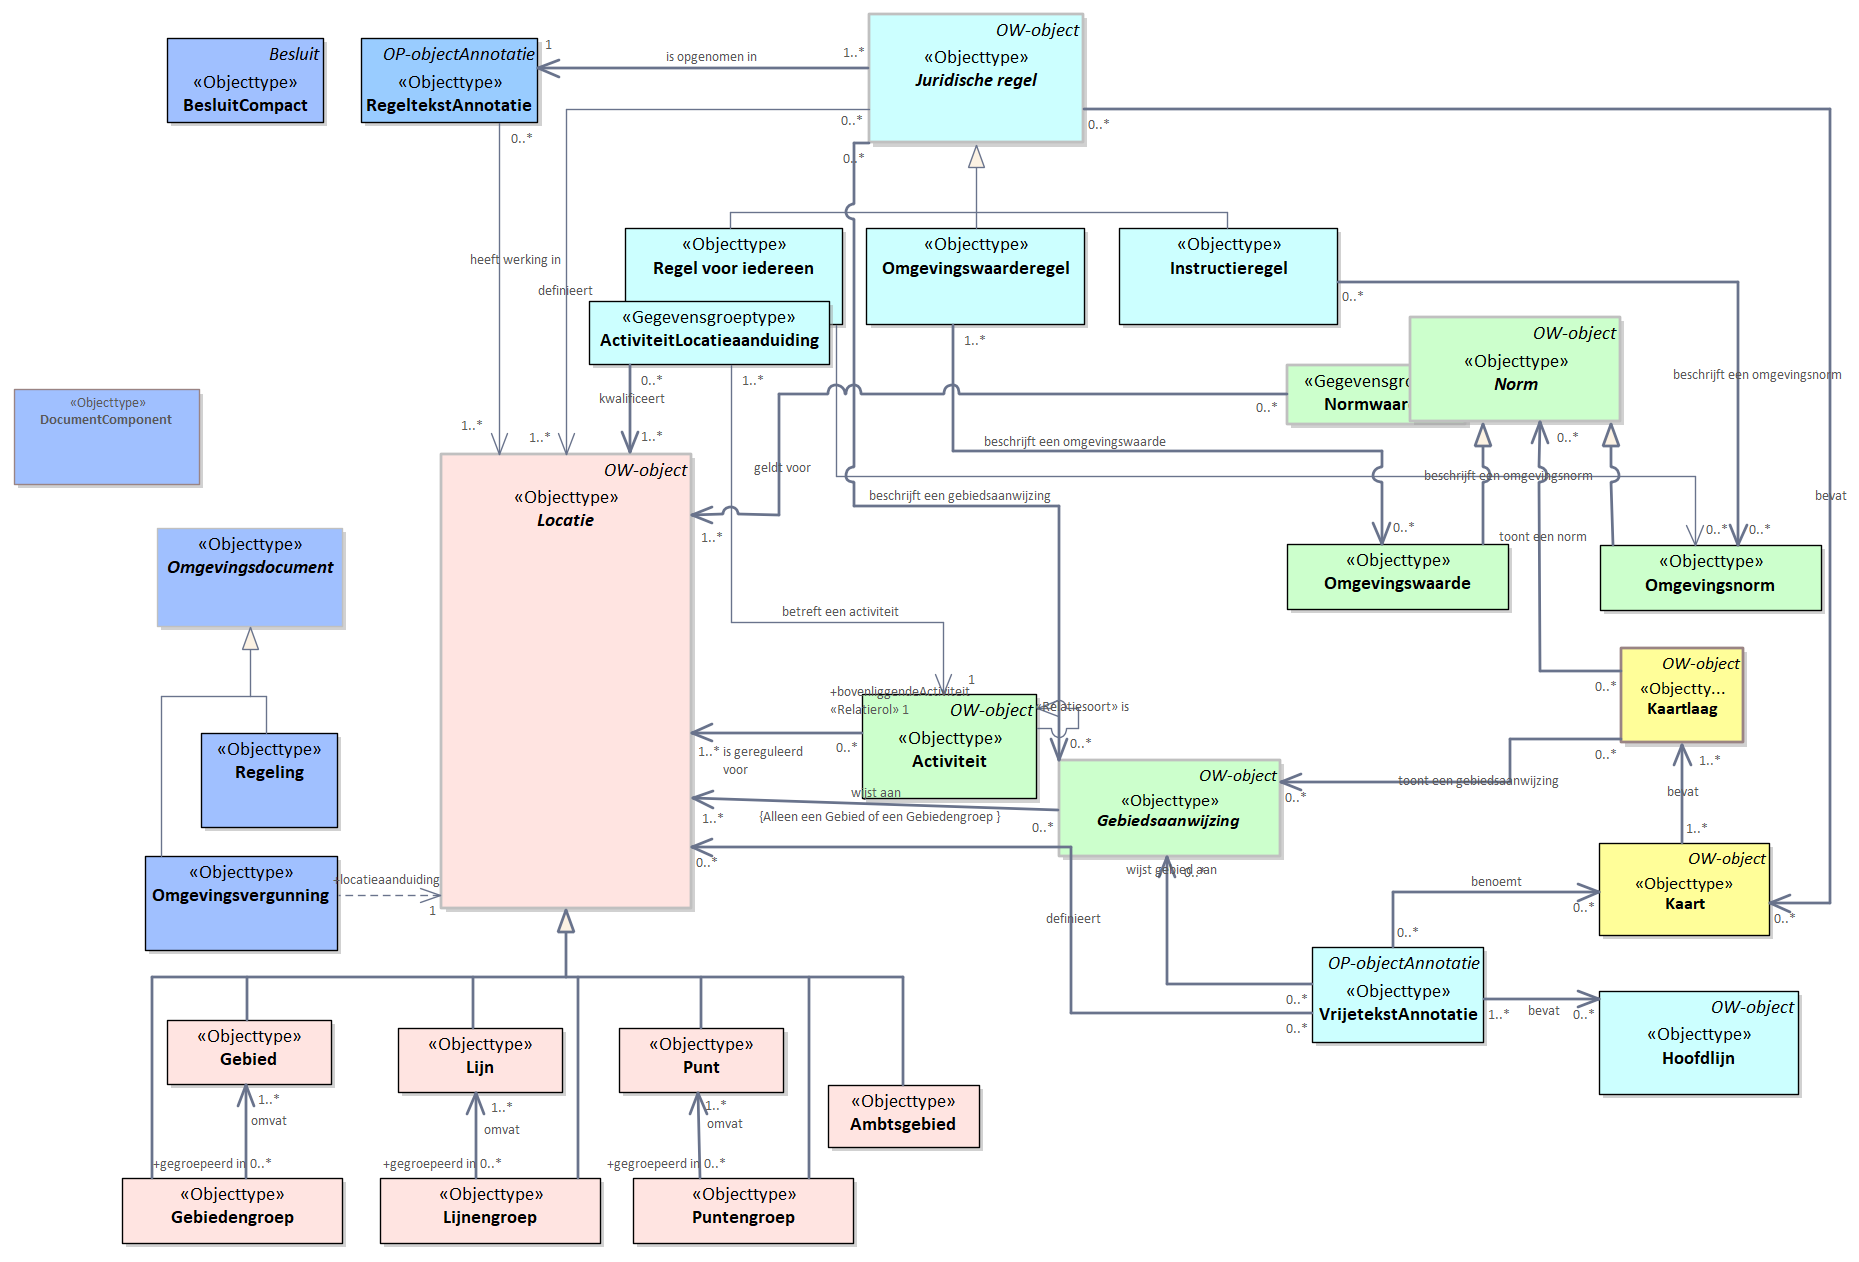 Besluit
«Objecttype»
BesluitCompact
OP-objectAnnotatie
«Objecttype»
RegeltekstAnnotatie
1
is opgenomen in
1..*
OW-object
«Objecttype»
Juridische regel
0..*
0..*
0..*
0..*
heeft werking in
definieert
«Objecttype»
Regel voor iedereen
«Objecttype»
Omgevingswaarderegel
«Objecttype»
Instructieregel
«Gegevensgroeptype»
ActiviteitLocatieaanduiding
0..*
1..*
kwalificeert
1..*
0..*
1..*
OW-object
«Objecttype»
Norm
«Gegevensgro
Normwaar
0..*
0..*
beschrijft een omgevingsnorm
«Objecttype»
DocumentComponent
1..*
1..*
beschrijft een omgevingswaarde
geldt voor
beschrijft een omgevingsnorm
beschrijft een gebiedsaanwijzing
bevat
OW-object
«Objecttype»
Locatie
1..*
0..*
toont een norm
0..*
0..*
«Objecttype»
Omgevingsdocument
«Objecttype»
Omgevingswaarde
«Objecttype»
Omgevingsnorm
betreft een activiteit
1
+bovenliggendeActiviteit
«Relatierol» 1
OW-object
«Objecttype»
Activiteit
«Relatiesoort» is
0..*
1..*
is gereguleerd
voor
0..*
OW-object
«Objecttype»
Gebiedsaanwijzing
OW-object
«Objectty...
Kaartlaag
0..*
0..*
toont een gebiedsaanwijzing
0..*
«Objecttype»
Regeling
wijst aan
1..*
{Alleen een Gebied of een Gebiedengroep }
0..*
1..*
bevat
1..*
«Objecttype»
Omgevingsvergunning
+locatieaanduiding
1
0..*
wijst gebied aan
0..*
definieert
OW-object
«Objecttype»
Kaart
benoemt
0..*
0..*
0..*
OP-objectAnnotatie
«Objecttype»
VrijetekstAnnotatie
0..*
0..*
1..*
bevat
0..*
OW-object
«Objecttype»
Hoofdlijn
«Objecttype»
Gebied
«Objecttype»
Lijn
«Objecttype»
Punt
«Objecttype»
Ambtsgebied
1..*
omvat
1..*
omvat
1..*
omvat
+gegroepeerd in 0..*
+gegroepeerd in 0..*
+gegroepeerd in 0..*
«Objecttype»
Gebiedengroep
«Objecttype»
Lijnengroep
«Objecttype»
Puntengroep